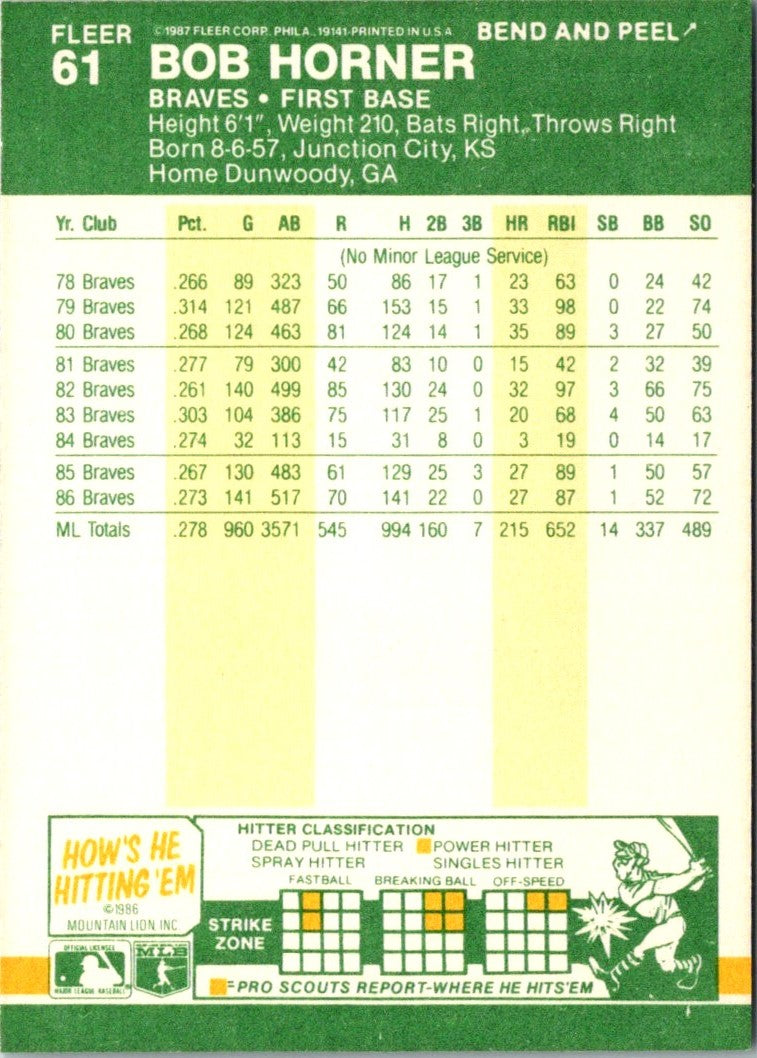 FLEER ©1987 FLEER CORP. PHILA., 19141-PRINTED IN U.S.A BEND AND PEEL
61 BOB HORNER
BRAVES • FIRST BASE
Height 6'1", Weight 210, Bats Right, Throws Right
Born 8-6-57, Junction City, KS
Home Dunwoody, GA
Yr. Club Pct. G AB R H 2B 3B HR RBI SB BB SO
(No Minor League Service)
78 Braves .266 89 323 50 86 17 1 23 63 0 24 42
79 Braves .314 121 487 66 153 15 1 33 98 0 22 74
80 Braves .268 124 463 81 124 14 1 35 89 3 27 50
81 Braves .277 79 300 42 83 10 0 15 42 2 32 39
82 Braves .261 140 499 85 130 24 0 32 97 3 66 75
83 Braves .303 104 386 75 117 25 1 20 68 4 50 63
84 Braves .274 32 113 15 31 8 0 3 19 0 14 17
85 Braves .267 130 483 61 129 25 3 27 89 1 50 57
86 Braves .273 141 517 70 141 22 0 27 87 1 52 72
ML Totals .278 960 3571 545 994 160 7 215 652 14 337 489
HOW'S HE
HITTING 'EM
©1986
MOUNTAIN LION INC.
HITTER CLASSIFICATION
DEAD PULL HITTER POWER HITTER
SPRAY HITTER SINGLES HITTER
FASTBALL BREAKING BALL OFF-SPEED
STRIKE
ZONE
OFFICIAL LICENSEE
MAJOR LEAGUE BASEBALL
MLB
=PRO SCOUTS REPORT-WHERE HE HITS'EM